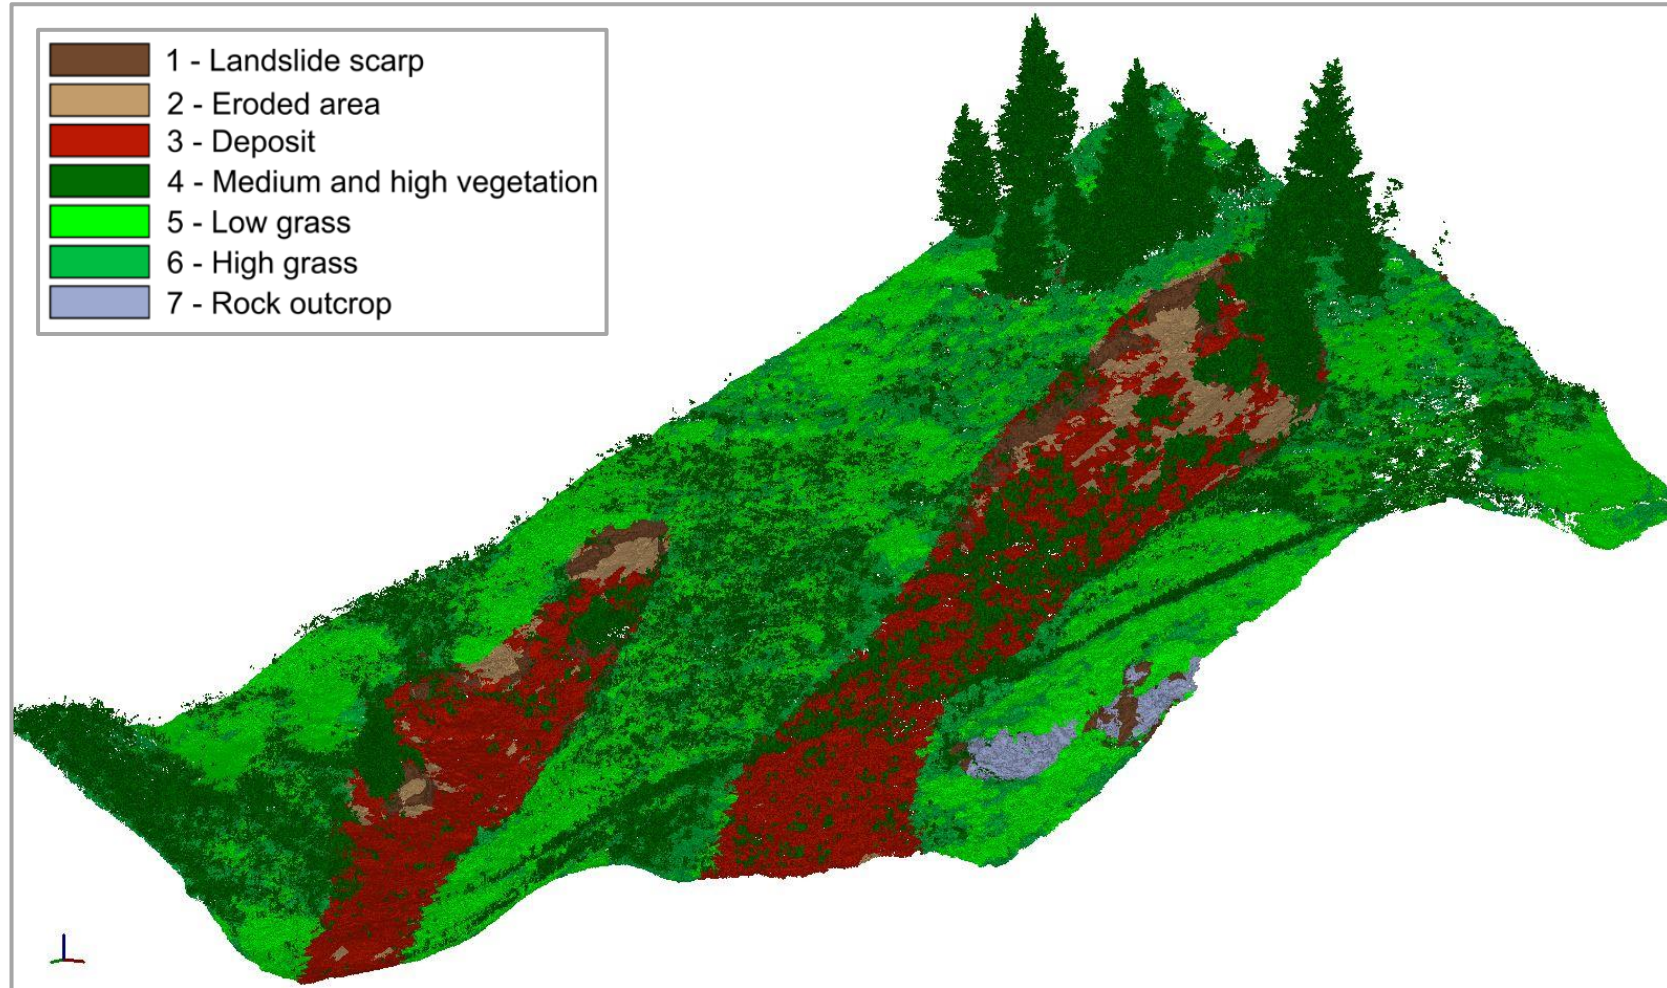 1 - Landslide scarp
2 - Eroded area
3 - Deposit
4 - Medium and high vegetation
5 - Low grass
6 - High grass
7 - Rock outcrop